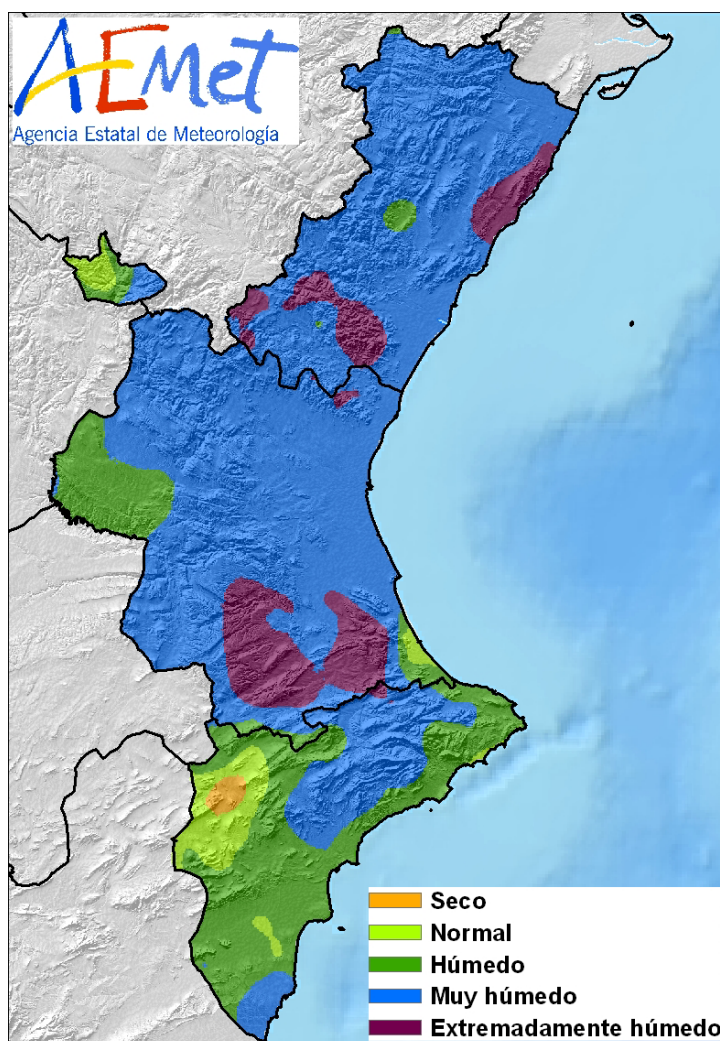 AEMet
Agencia Estatal de Meteorología
Seco
Normal
Húmedo
Muy húmedo
Extremadamente húmedo